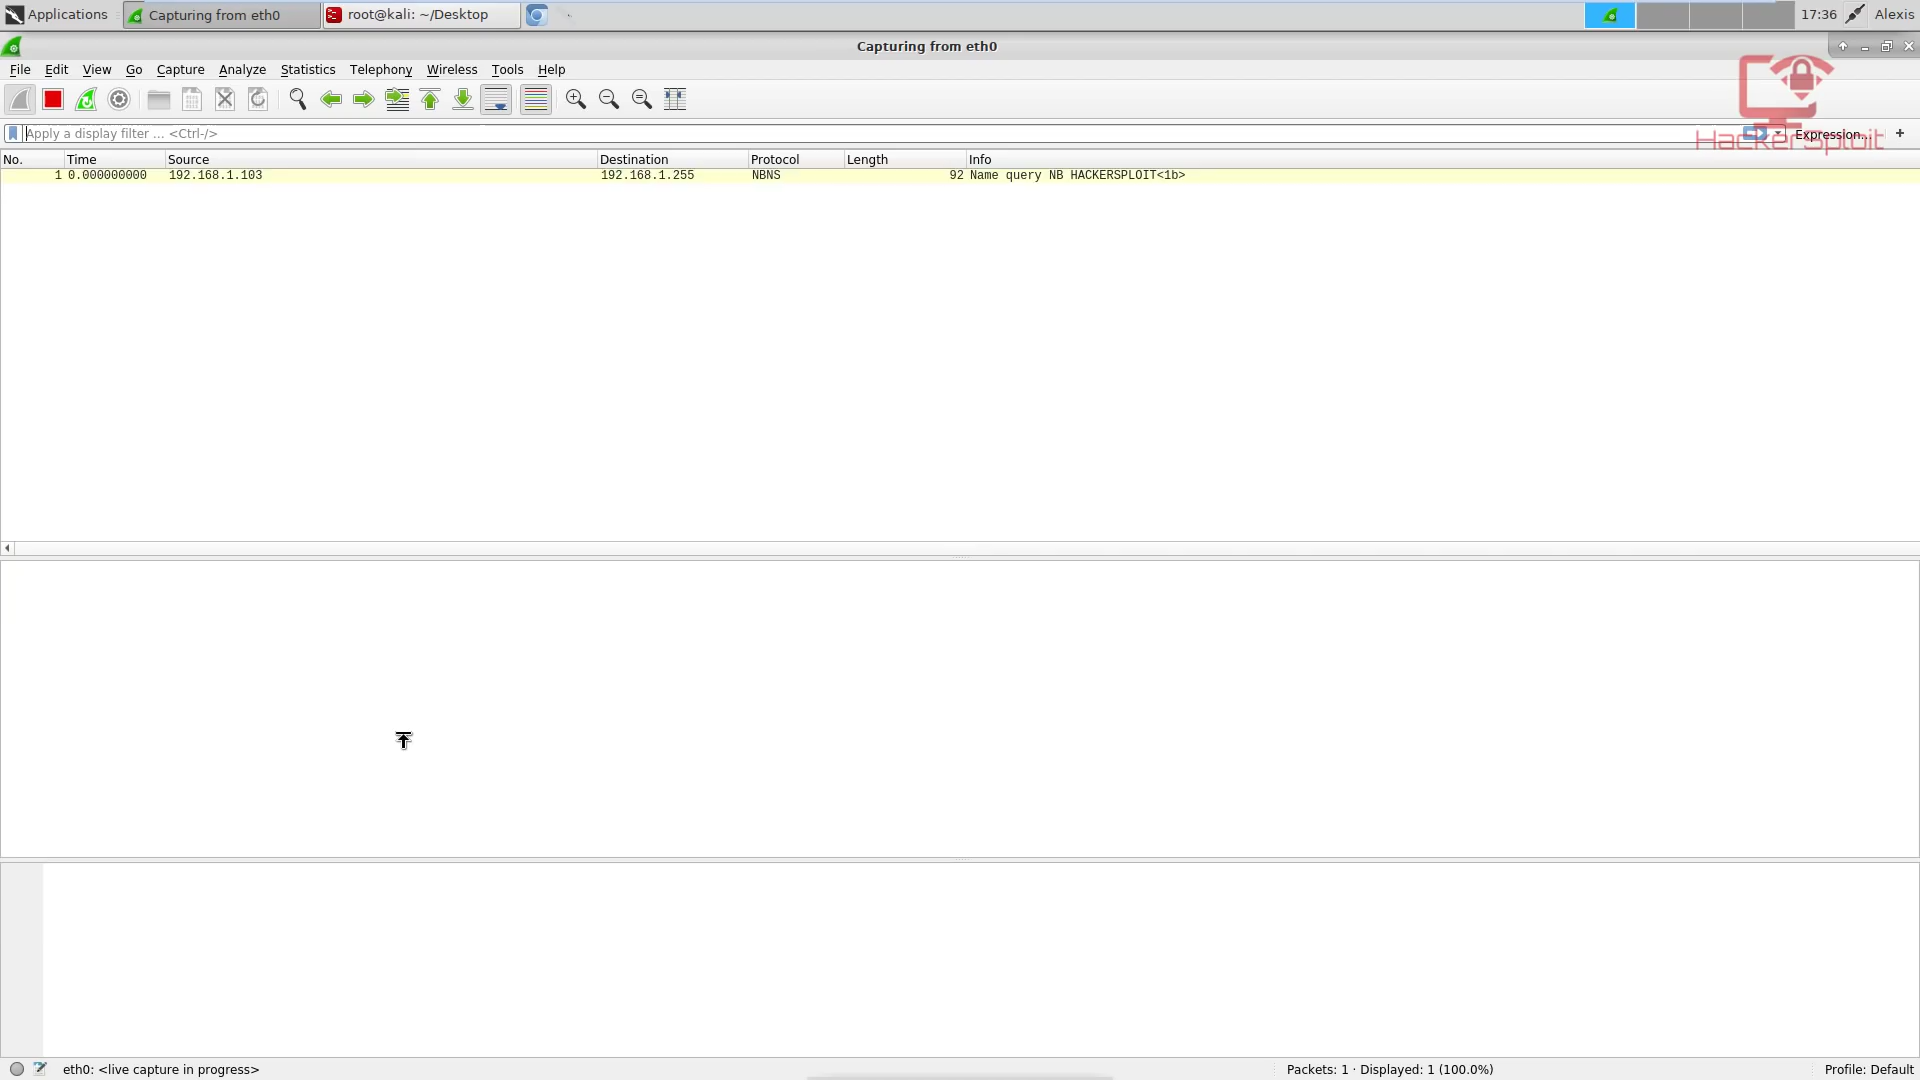 Applications
Capturing from eth0
root@kali: ~/Desktop
17:36
Alexis
Capturing from eth0
File Edit View Go Capture Analyze Statistics Telephony Wireless Tools Help
Apply a display filter ... <Ctrl-/>
Expression...
+
HackerSploit
No. Time Source Destination Protocol Length Info
1 0.000000000 192.168.1.103 192.168.1.255 NBNS 92 Name query NB HACKERSPLOIT<1b>
eth0: <live capture in progress>
Packets: 1 · Displayed: 1 (100.0%)
Profile: Default